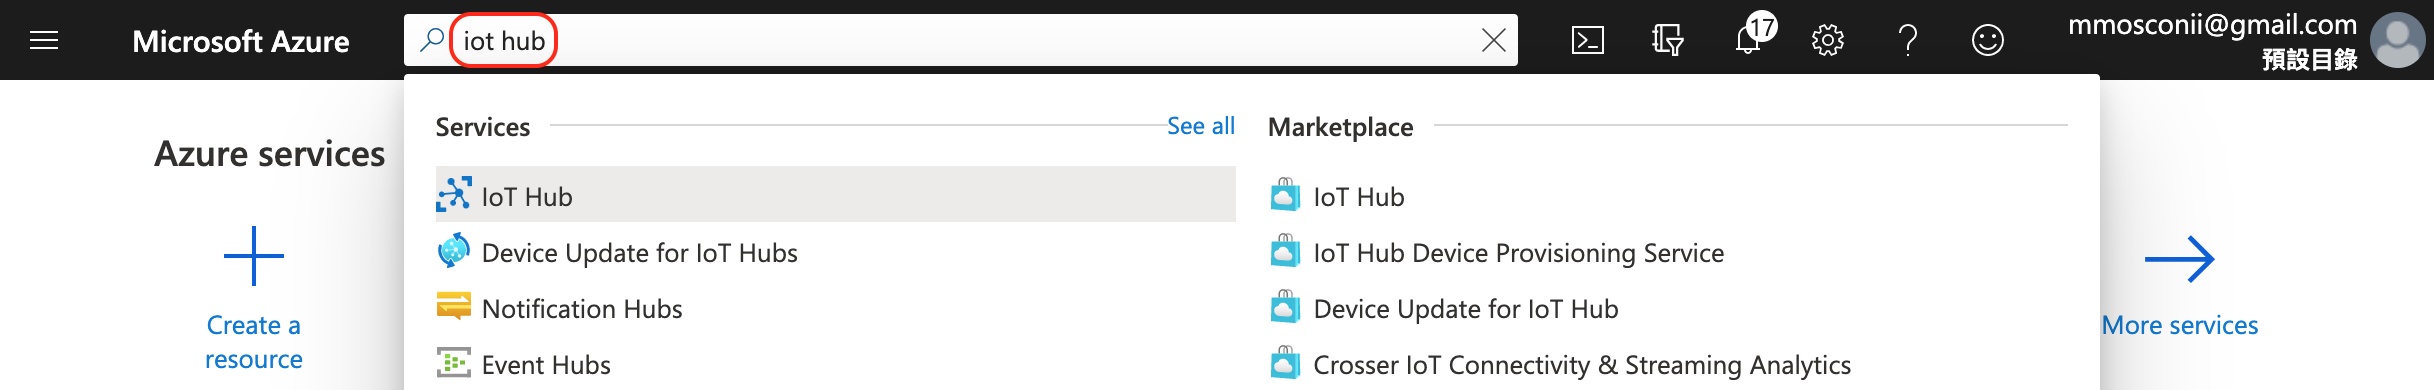 Microsoft Azure
iot hub
17
mmosconii@gmail.com
預設目錄
Azure services
Create a
resource
Services
See all
IoT Hub
Device Update for IoT Hubs
Notification Hubs
Event Hubs
Marketplace
IoT Hub
IoT Hub Device Provisioning Service
Device Update for IoT Hub
Crosser IoT Connectivity & Streaming Analytics
More services